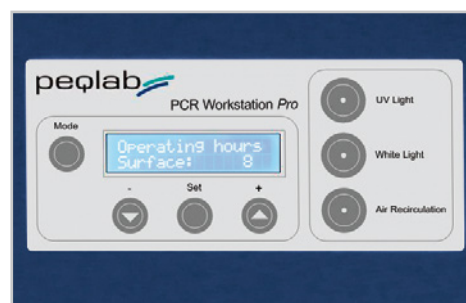 peqlab
PCR Workstation Pro
Mode
Operating hours
Surface: 8
- Set +
UV Light
White Light
Air Recirculation